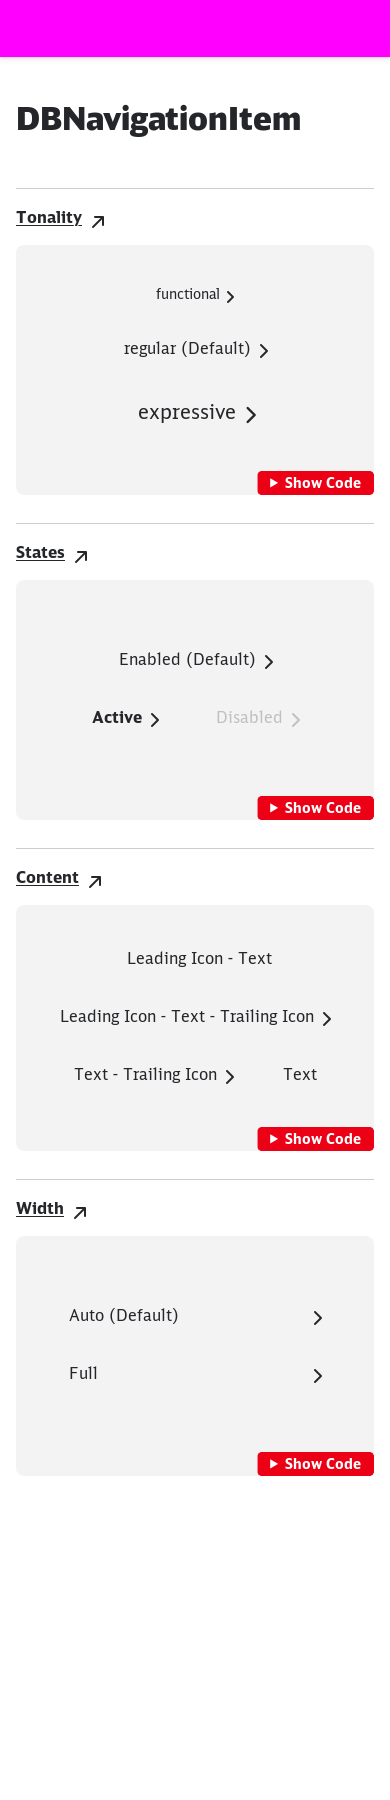 DBNavigationItem
Tonality
functional
regular (Default)
expressive
Show Code
States
Enabled (Default)
Active Disabled
Show Code
Content
Leading Icon - Text
Leading Icon - Text - Trailing Icon
Text - Trailing Icon Text
Show Code
Width
Auto (Default)
Full
Show Code